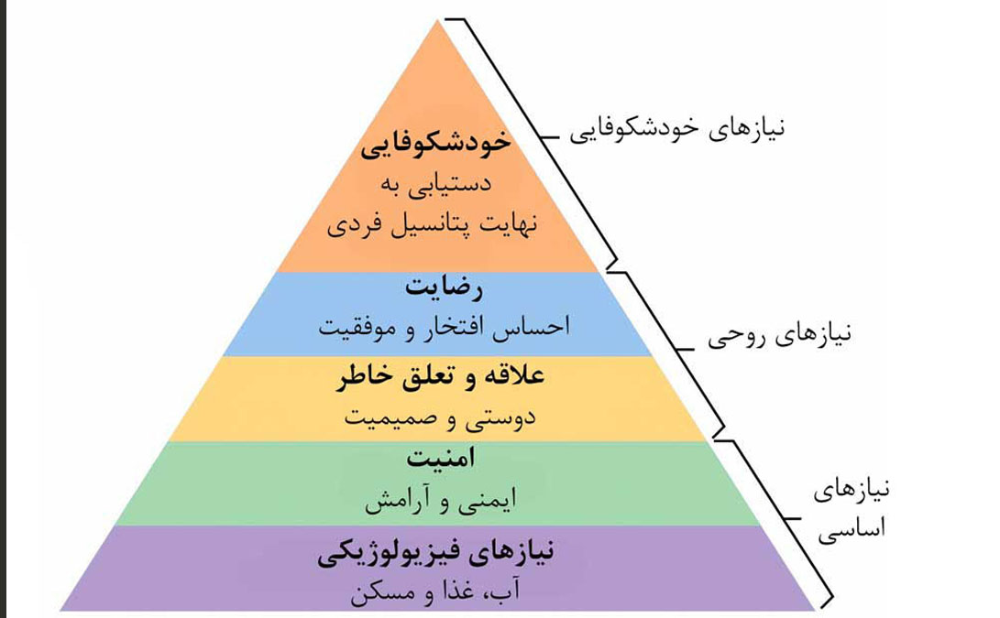 خودشکوفایی
دستیابی به
نهایت پتانسیل فردی
نیازهای خودشکوفایی
رضایت
احساس افتخار و موفقیت
علاقه و تعلق خاطر
دوستی و صمیمیت
نیازهای روحی
امنیت
ایمنی و آرامش
نیازهای فیزیولوژیکی
آب، غذا و مسکن
نیازهای
اساسی